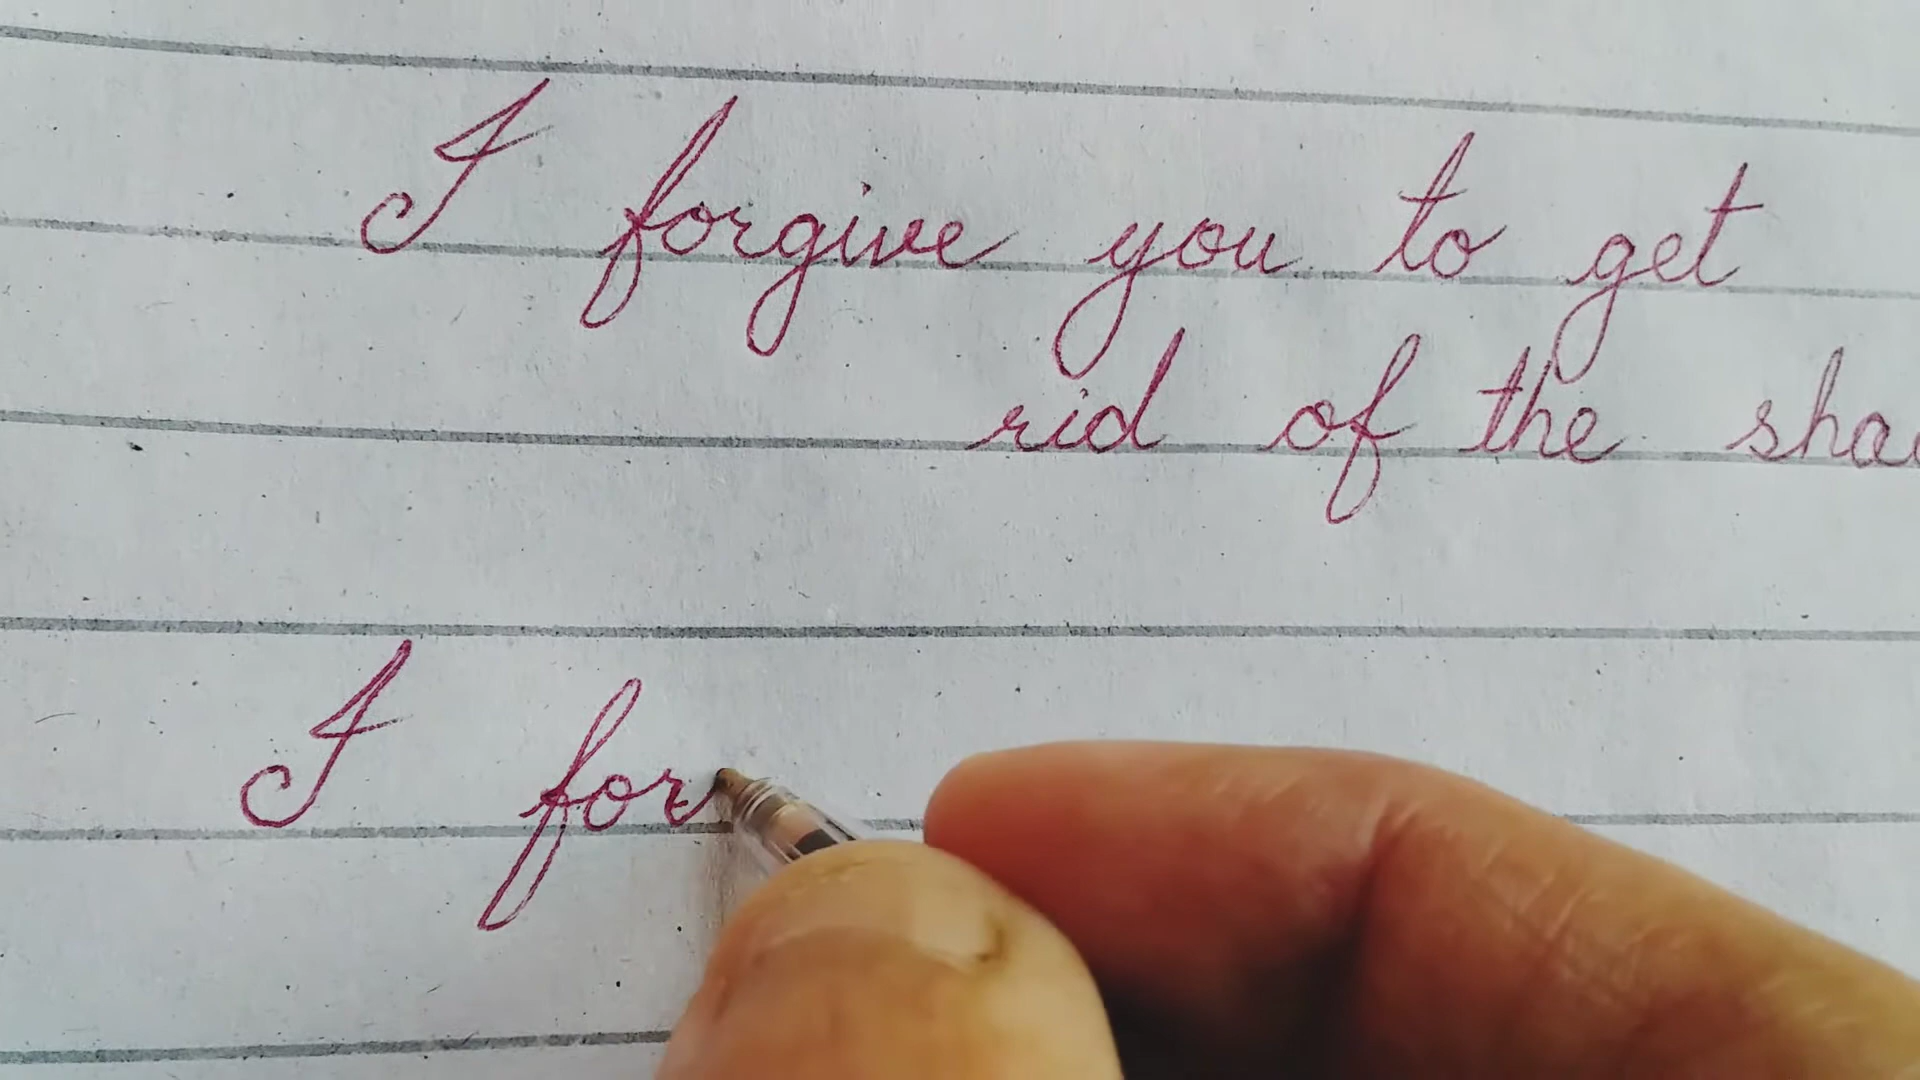 I forgive you to get
rid of the
I for